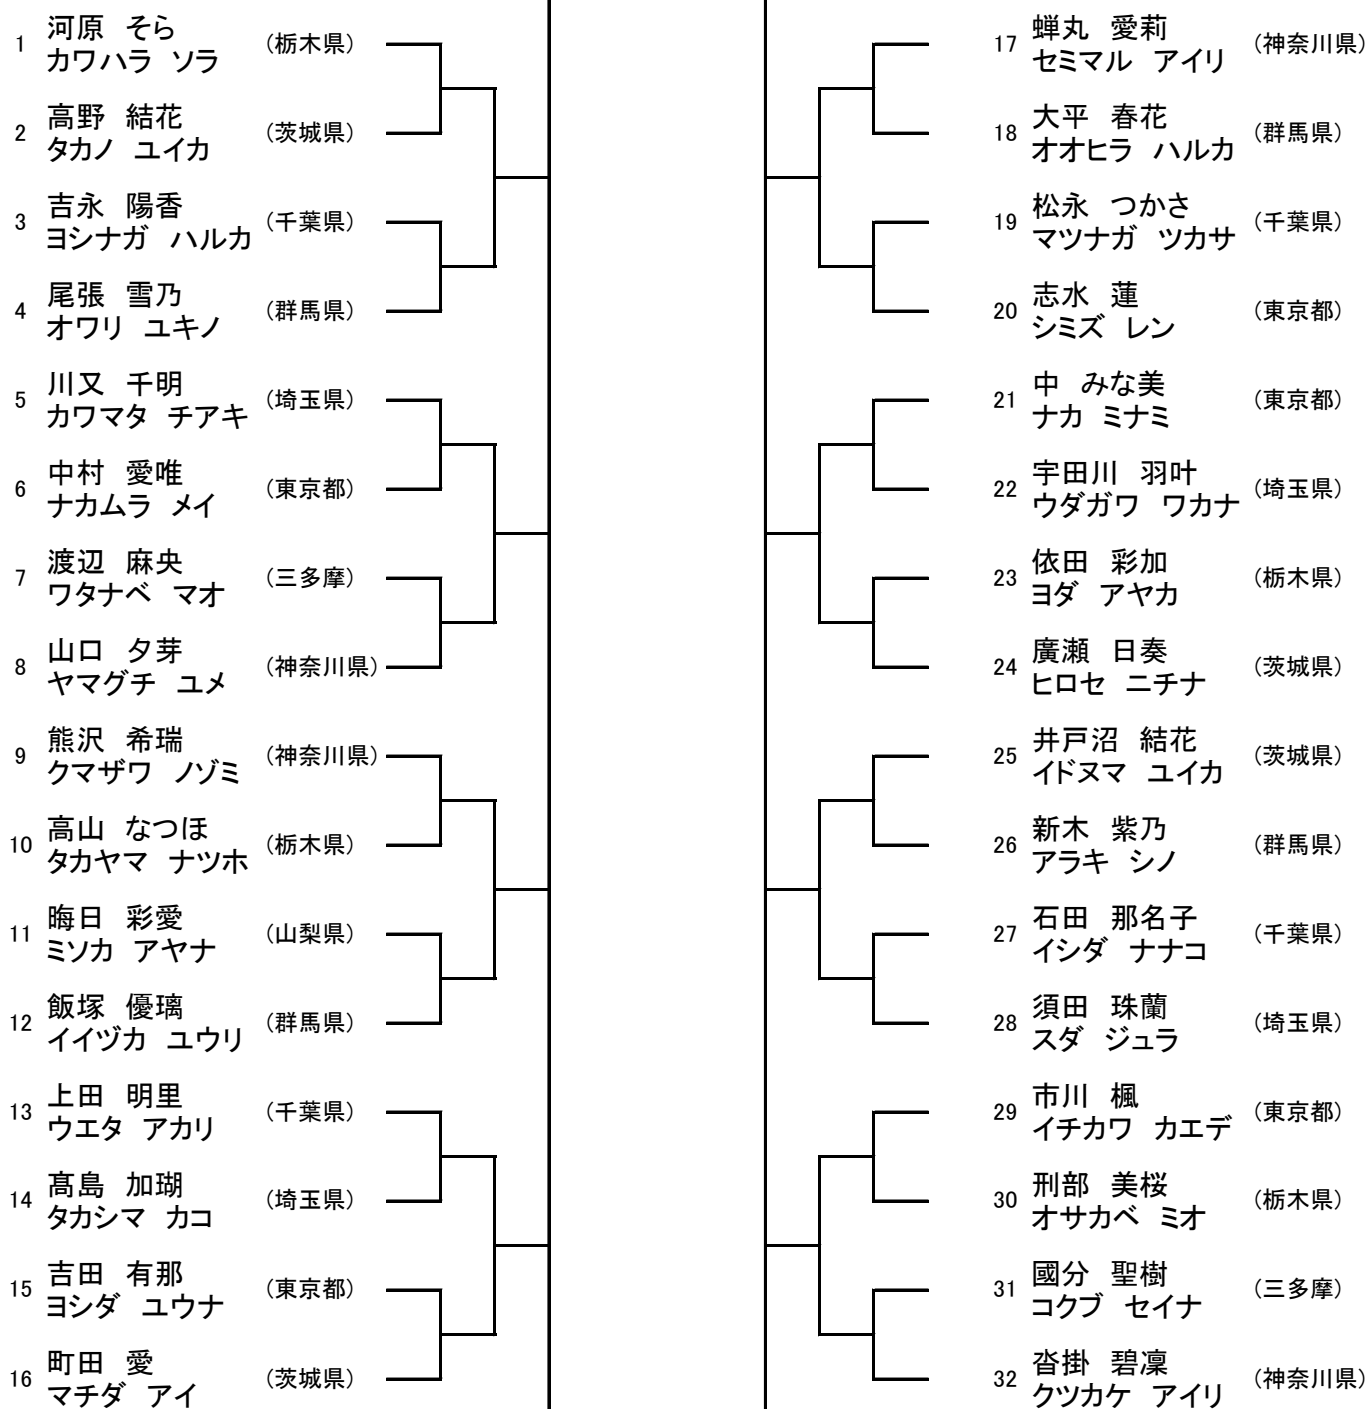 1 河原 そら (栃木県)
カワハラ ソラ
2 高野 結花 (茨城県)
タカノ ユイカ
3 吉永 陽香 (千葉県)
ヨシナガ ハルカ
4 尾張 雪乃 (群馬県)
オワリ ユキノ
5 川又 千明 (埼玉県)
カワマタ チアキ
6 中村 愛唯 (東京都)
ナカムラ メイ
7 渡辺 麻央 (三多摩)
ワタナベ マオ
8 山口 夕芽 (神奈川県)
ヤマグチ ユメ
9 熊沢 希瑞 (神奈川県)
クマザワ ノゾミ
10 高山 なつほ (栃木県)
タカヤマ ナツホ
11 晦日 彩愛 (山梨県)
ミソカ アヤナ
12 飯塚 優璃 (群馬県)
イイヅカ ユウリ
13 上田 明里 (千葉県)
ウエタ アカリ
14 髙島 加瑚 (埼玉県)
タカシマ カコ
15 吉田 有那 (東京都)
ヨシダ ユウナ
16 町田 愛 (茨城県)
マチダ アイ
17 蝉丸 愛莉 (神奈川県)
セミマル アイリ
18 大平 春花 (群馬県)
オオヒラ ハルカ
19 松永 つかさ (千葉県)
マツナガ ツカサ
20 志水 蓮 (東京都)
シミズ レン
21 中 みな美 (東京都)
ナカ ミナミ
22 宇田川 羽叶 (埼玉県)
ウダガワ ワカナ
23 依田 彩加 (栃木県)
ヨダ アヤカ
24 廣瀬 日奏 (茨城県)
ヒロセ ニチナ
25 井戸沼 結花 (茨城県)
イドヌマ ユイカ
26 新木 紫乃 (群馬県)
アラキ シノ
27 石田 那名子 (千葉県)
イシダ ナナコ
28 須田 珠蘭 (埼玉県)
スダ ジュラ
29 市川 楓 (東京都)
イチカワ カエデ
30 刑部 美桜 (栃木県)
オサカベ ミオ
31 國分 聖樹 (三多摩)
コクブ セイナ
32 沓掛 碧凜 (神奈川県)
クツカケ アイリ